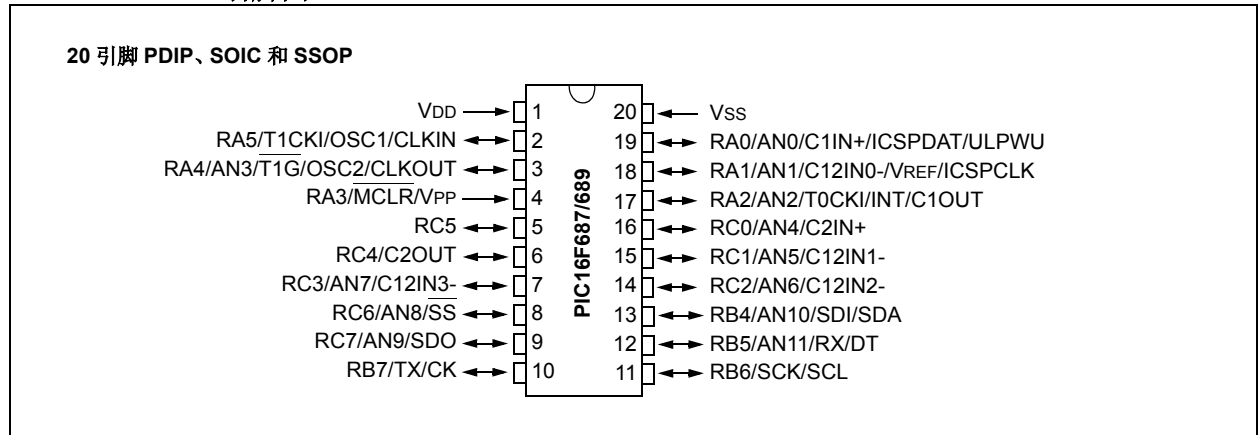 20 引脚 PDIP、SOIC 和 SSOP
VDD 1 20 VSS
RA5/T1CKI/OSC1/CLKIN 2 19 RA0/AN0/C1IN+/ICSPDAT/ULPWU
RA4/AN3/T1G/OSC2/CLKOUT 3 18 RA1/AN1/C12IN0-/VREF/ICSPCLK
RA3/MCLR/VPP 4 17 RA2/AN2/T0CKI/INT/C1OUT
RC5 5 16 RC0/AN4/C2IN+
RC4/C2OUT 6 15 RC1/AN5/C12IN1-
RC3/AN7/C12IN3- 7 14 RC2/AN6/C12IN2-
RC6/AN8/SS 8 13 RB4/AN10/SDI/SDA
RC7/AN9/SDO 9 12 RB5/AN11/RX/DT
RB7/TX/CK 10 11 RB6/SCK/SCL
PIC16F687/689